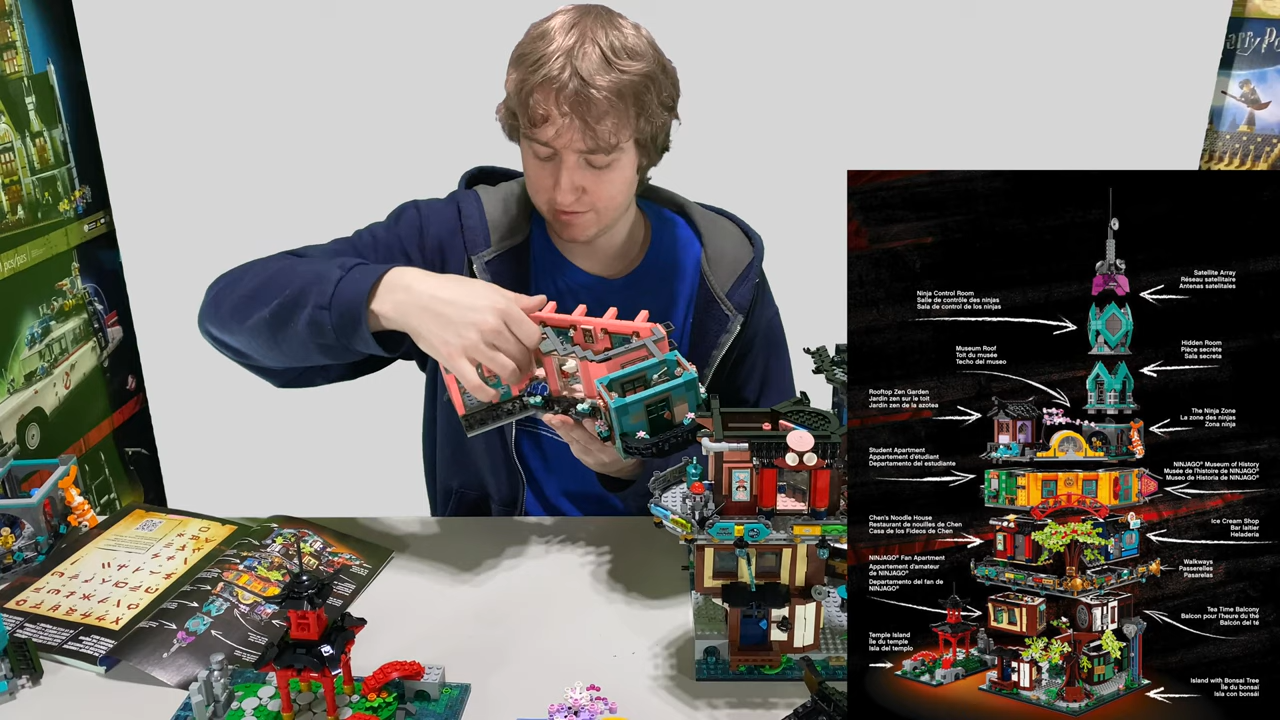 arry Po
pcs/pcs
Satellite Array
Réseau satellitaire
Antenas satelitales
Ninja Control Room
Salle de contrôle des ninjas
Sala de control de los ninjas
Museum Roof
Toit du musée
Techo del museo
Hidden Room
Pièce secrète
Sala secreta
Rooftop Zen Garden
Jardin zen sur le toit
Jardín zen de la azotea
The Ninja Zone
La zone des ninjas
Zona ninja
Student Apartment
Appartement d'étudiant
Departamento del estudiante
NINJAGO® Museum of History
Musée de l'histoire de NINJAGO®
Museo de Historia de NINJAGO®
Chen's Noodle House
Restaurant de nouilles de Chen
Casa de los Fideos de Chen
Ice Cream Shop
Bar laitier
Heladería
NINJAGO® Fan Apartment
Appartement d'amateur
de NINJAGO®
Departamento del fan de
NINJAGO®
Walkways
Passerelles
Pasarelas
Tea Time Balcony
Balcon pour l'heure du thé
Balcón del té
Temple Island
Île du temple
Isla del templo
Island with Bonsai Tree
Île du bonsaï
Isla con bonsái